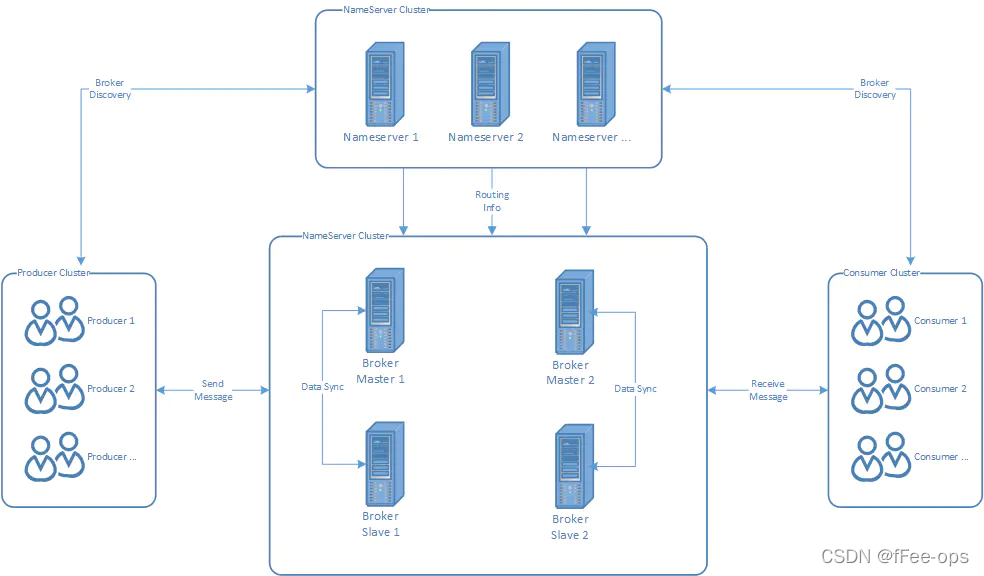 NameServer Cluster
Nameserver 1
Nameserver 2
Nameserver ...
Broker
Discovery
Broker
Discovery
Routing
Info
NameServer Cluster
Producer Cluster
Producer 1
Producer 2
Producer ...
Send
Message
Broker
Master 1
Data Sync
Broker
Slave 1
Broker
Master 2
Data Sync
Broker
Slave 2
Receive
Message
Consumer Cluster
Consumer 1
Consumer 2
Consumer ...
CSDN @fFee-ops